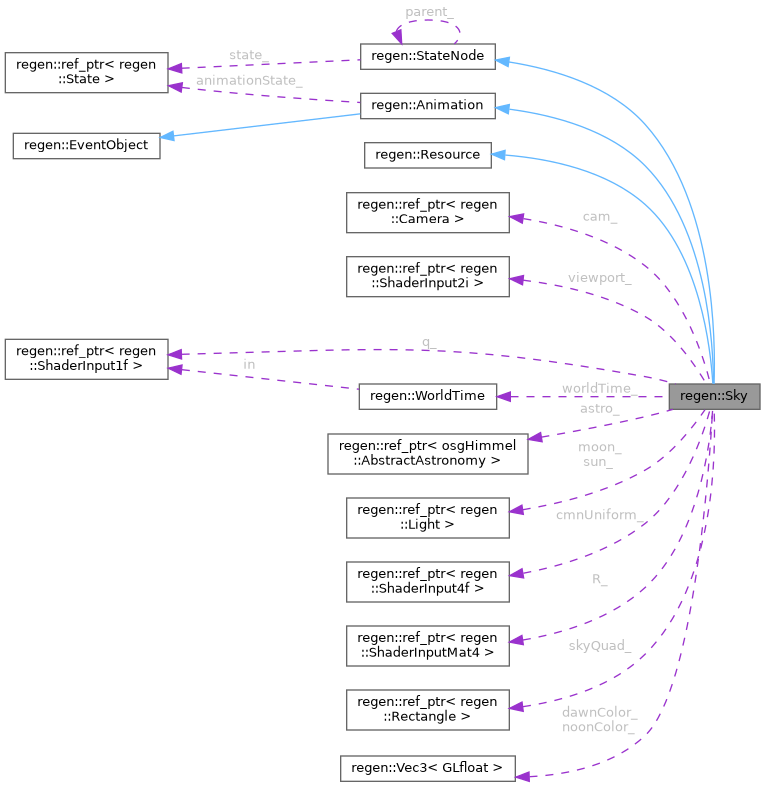 parent_
state_
regen::StateNode
regen::ref_ptr< regen
::State >
animationState_
regen::Animation
regen::EventObject
regen::Resource
regen::ref_ptr< regen
::Camera >
cam_
regen::ref_ptr< regen
::ShaderInput2i >
viewport_
regen::ref_ptr< regen
::ShaderInput1f >
q_
in
regen::WorldTime
worldTime_
regen::Sky
astro_
regen::ref_ptr< osgHimmel
::AbstractAstronomy >
moon_
sun_
regen::ref_ptr< regen
::Light >
cmnUniform_
regen::ref_ptr< regen
::ShaderInput4f >
R_
regen::ref_ptr< regen
::ShaderInputMat4 >
skyQuad_
regen::ref_ptr< regen
::Rectangle >
dawnColor_
noonColor_
regen::Vec3< GLfloat >